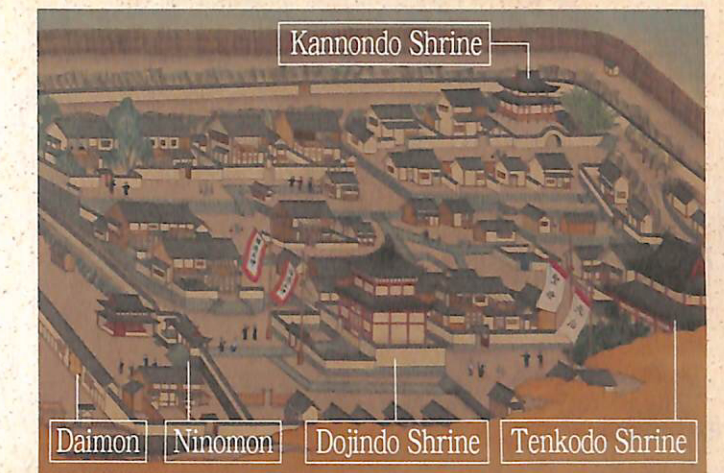 Kannondo Shrine
Daimon
Ninomon
Dojindo Shrine
Tenkodo Shrine